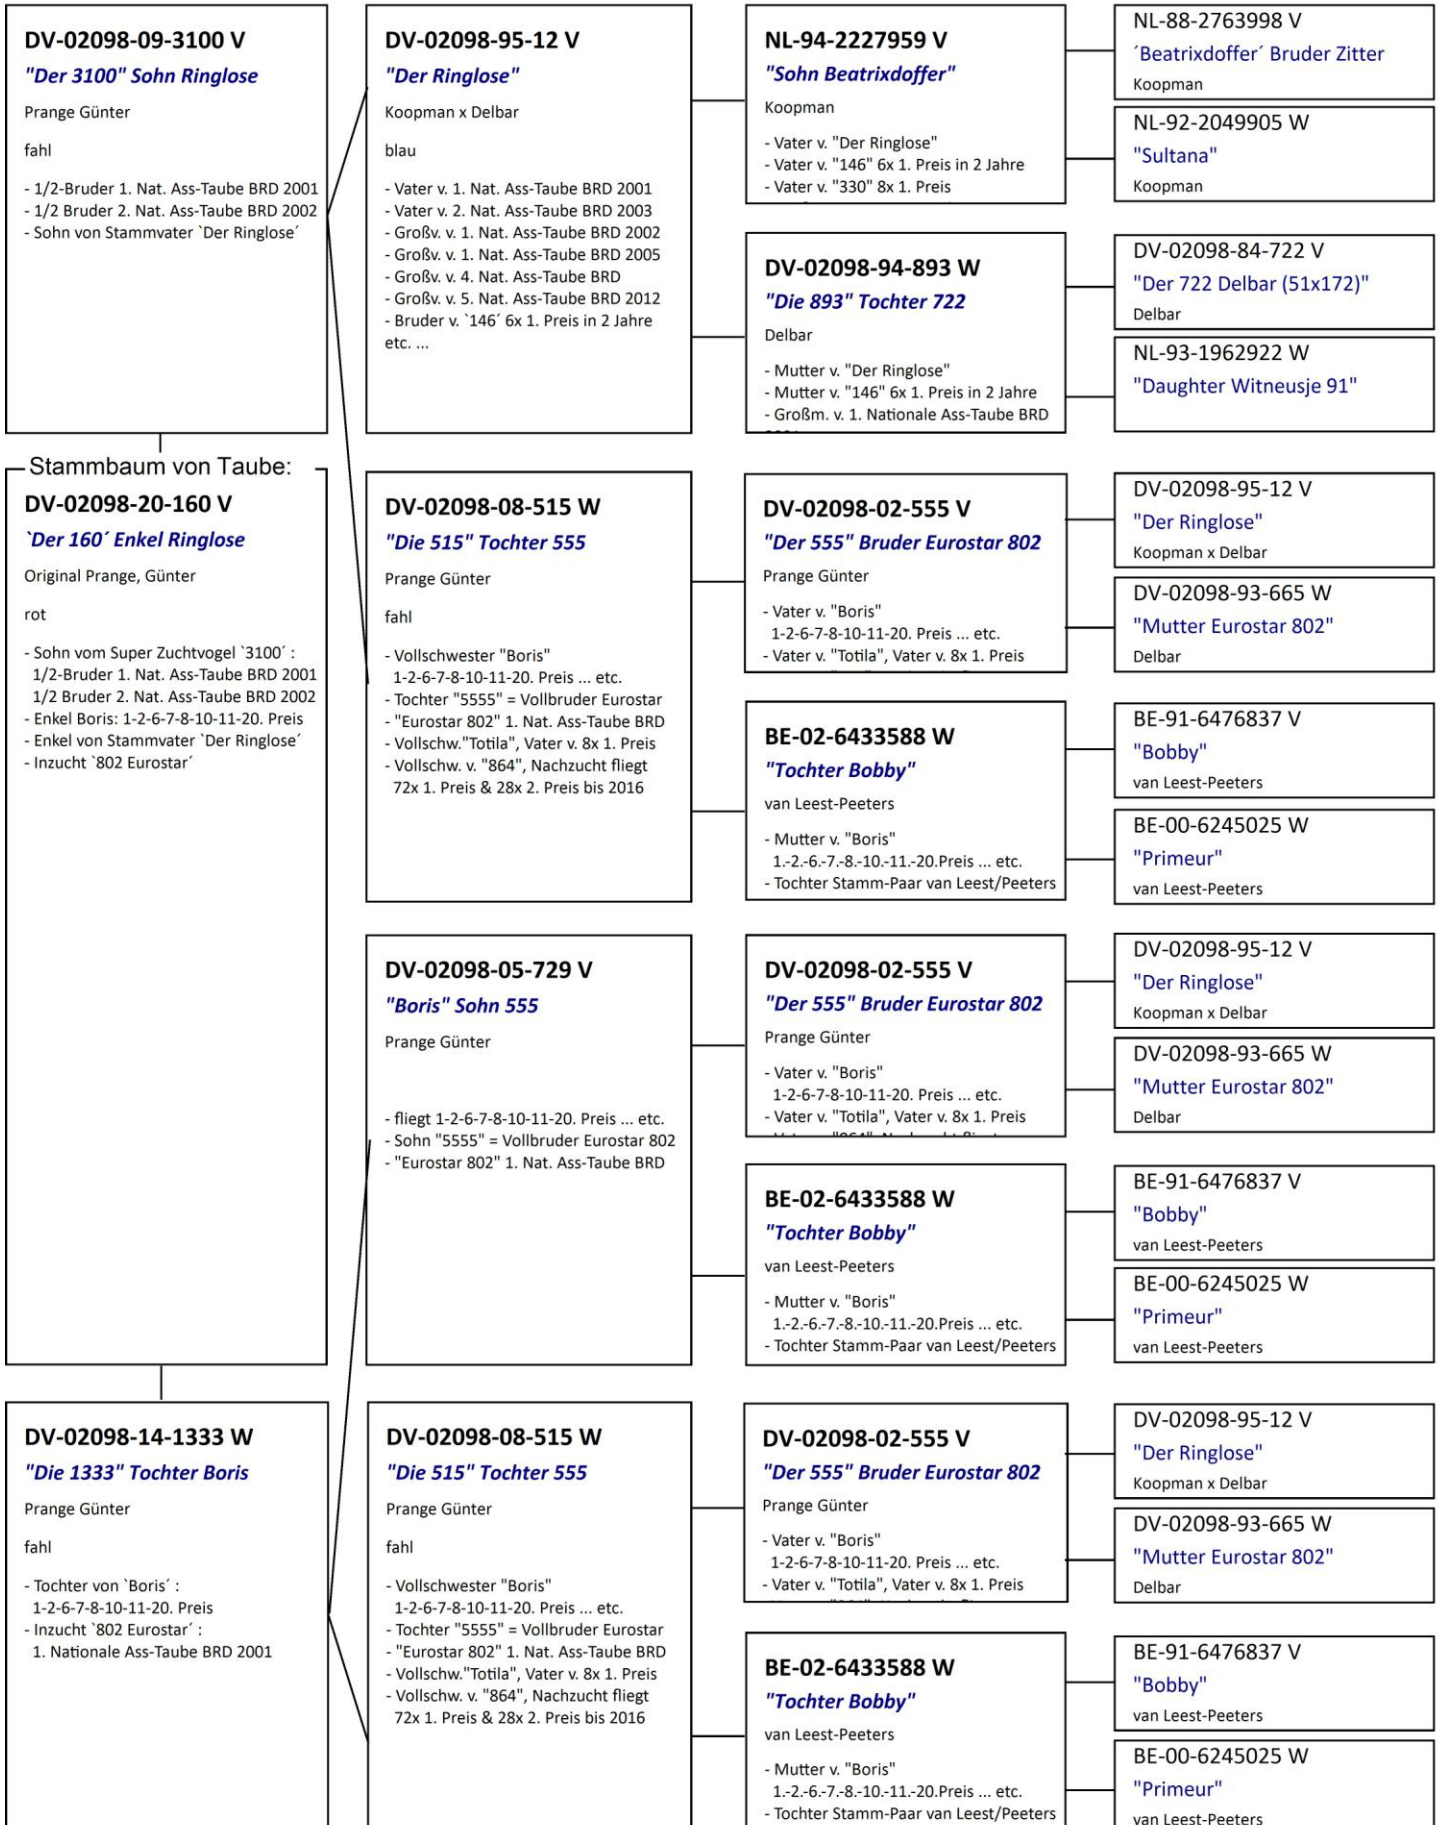 DV-02098-09-3100 V
"Der 3100" Sohn Ringlose
Prange Günter
fahl
- 1/2-Bruder 1. Nat. Ass-Taube BRD 2001
- 1/2 Bruder 2. Nat. Ass-Taube BRD 2002
- Sohn von Stammvater `Der Ringlose´
Stammbaum von Taube:
DV-02098-20-160 V
`Der 160´ Enkel Ringlose
Original Prange, Günter
rot
- Sohn vom Super Zuchtvogel `3100´ :
1/2-Bruder 1. Nat. Ass-Taube BRD 2001
1/2 Bruder 2. Nat. Ass-Taube BRD 2002
- Enkel Boris: 1-2-6-7-8-10-11-20. Preis
- Enkel von Stammvater `Der Ringlose´
- Inzucht `802 Eurostar´
DV-02098-14-1333 W
"Die 1333" Tochter Boris
Prange Günter
fahl
- Tochter von `Boris´ :
1-2-6-7-8-10-11-20. Preis
- Inzucht `802 Eurostar´ :
1. Nationale Ass-Taube BRD 2001
DV-02098-95-12 V
"Der Ringlose"
Koopman x Delbar
blau
- Vater v. 1. Nat. Ass-Taube BRD 2001
- Vater v. 2. Nat. Ass-Taube BRD 2003
- Großv. v. 1. Nat. Ass-Taube BRD 2002
- Großv. v. 1. Nat. Ass-Taube BRD 2005
- Großv. v. 4. Nat. Ass-Taube BRD
- Großv. v. 5. Nat. Ass-Taube BRD 2012
- Bruder v. `146´ 6x 1. Preis in 2 Jahre
etc. ...
DV-02098-08-515 W
"Die 515" Tochter 555
Prange Günter
fahl
- Vollschwester "Boris"
1-2-6-7-8-10-11-20. Preis ... etc.
- Tochter "5555" = Vollbruder Eurostar
- "Eurostar 802" 1. Nat. Ass-Taube BRD
- Vollschw."Totila", Vater v. 8x 1. Preis
- Vollschw. v. "864", Nachzucht fliegt
72x 1. Preis & 28x 2. Preis bis 2016
DV-02098-05-729 V
"Boris" Sohn 555
Prange Günter
- fliegt 1-2-6-7-8-10-11-20. Preis ... etc.
- Sohn "5555" = Vollbruder Eurostar 802
- "Eurostar 802" 1. Nat. Ass-Taube BRD
DV-02098-08-515 W
"Die 515" Tochter 555
Prange Günter
fahl
- Vollschwester "Boris"
1-2-6-7-8-10-11-20. Preis ... etc.
- Tochter "5555" = Vollbruder Eurostar
- "Eurostar 802" 1. Nat. Ass-Taube BRD
- Vollschw."Totila", Vater v. 8x 1. Preis
- Vollschw. v. "864", Nachzucht fliegt
72x 1. Preis & 28x 2. Preis bis 2016
NL-94-2227959 V
"Sohn Beatrixdoffer"
Koopman
- Vater v. "Der Ringlose"
- Vater v. "146" 6x 1. Preis in 2 Jahre
- Vater v. "330" 8x 1. Preis
DV-02098-94-893 W
"Die 893" Tochter 722
Delbar
- Mutter v. "Der Ringlose"
- Mutter v. "146" 6x 1. Preis in 2 Jahre
- Großm. v. 1. Nationale Ass-Taube BRD
DV-02098-02-555 V
"Der 555" Bruder Eurostar 802
Prange Günter
- Vater v. "Boris"
1-2-6-7-8-10-11-20. Preis ... etc.
- Vater v. "Totila", Vater v. 8x 1. Preis
BE-02-6433588 W
"Tochter Bobby"
van Leest-Peeters
- Mutter v. "Boris"
1.-2.-6.-7.-8.-10.-11.-20.Preis ... etc.
- Tochter Stamm-Paar van Leest/Peeters
DV-02098-02-555 V
"Der 555" Bruder Eurostar 802
Prange Günter
- Vater v. "Boris"
1-2-6-7-8-10-11-20. Preis ... etc.
- Vater v. "Totila", Vater v. 8x 1. Preis
BE-02-6433588 W
"Tochter Bobby"
van Leest-Peeters
- Mutter v. "Boris"
1.-2.-6.-7.-8.-10.-11.-20.Preis ... etc.
- Tochter Stamm-Paar van Leest/Peeters
DV-02098-02-555 V
"Der 555" Bruder Eurostar 802
Prange Günter
- Vater v. "Boris"
1-2-6-7-8-10-11-20. Preis ... etc.
- Vater v. "Totila", Vater v. 8x 1. Preis
BE-02-6433588 W
"Tochter Bobby"
van Leest-Peeters
- Mutter v. "Boris"
1.-2.-6.-7.-8.-10.-11.-20.Preis ... etc.
- Tochter Stamm-Paar van Leest/Peeters
NL-88-2763998 V
´Beatrixdoffer´ Bruder Zitter
Koopman
NL-92-2049905 W
"Sultana"
Koopman
DV-02098-84-722 V
"Der 722 Delbar (51x172)"
Delbar
NL-93-1962922 W
"Daughter Witneusje 91"
DV-02098-95-12 V
"Der Ringlose"
Koopman x Delbar
DV-02098-93-665 W
"Mutter Eurostar 802"
Delbar
BE-91-6476837 V
"Bobby"
van Leest-Peeters
BE-00-6245025 W
"Primeur"
van Leest-Peeters
DV-02098-95-12 V
"Der Ringlose"
Koopman x Delbar
DV-02098-93-665 W
"Mutter Eurostar 802"
Delbar
BE-91-6476837 V
"Bobby"
van Leest-Peeters
BE-00-6245025 W
"Primeur"
van Leest-Peeters
DV-02098-95-12 V
"Der Ringlose"
Koopman x Delbar
DV-02098-93-665 W
"Mutter Eurostar 802"
Delbar
BE-91-6476837 V
"Bobby"
van Leest-Peeters
BE-00-6245025 W
"Primeur"
van Leest-Peeters